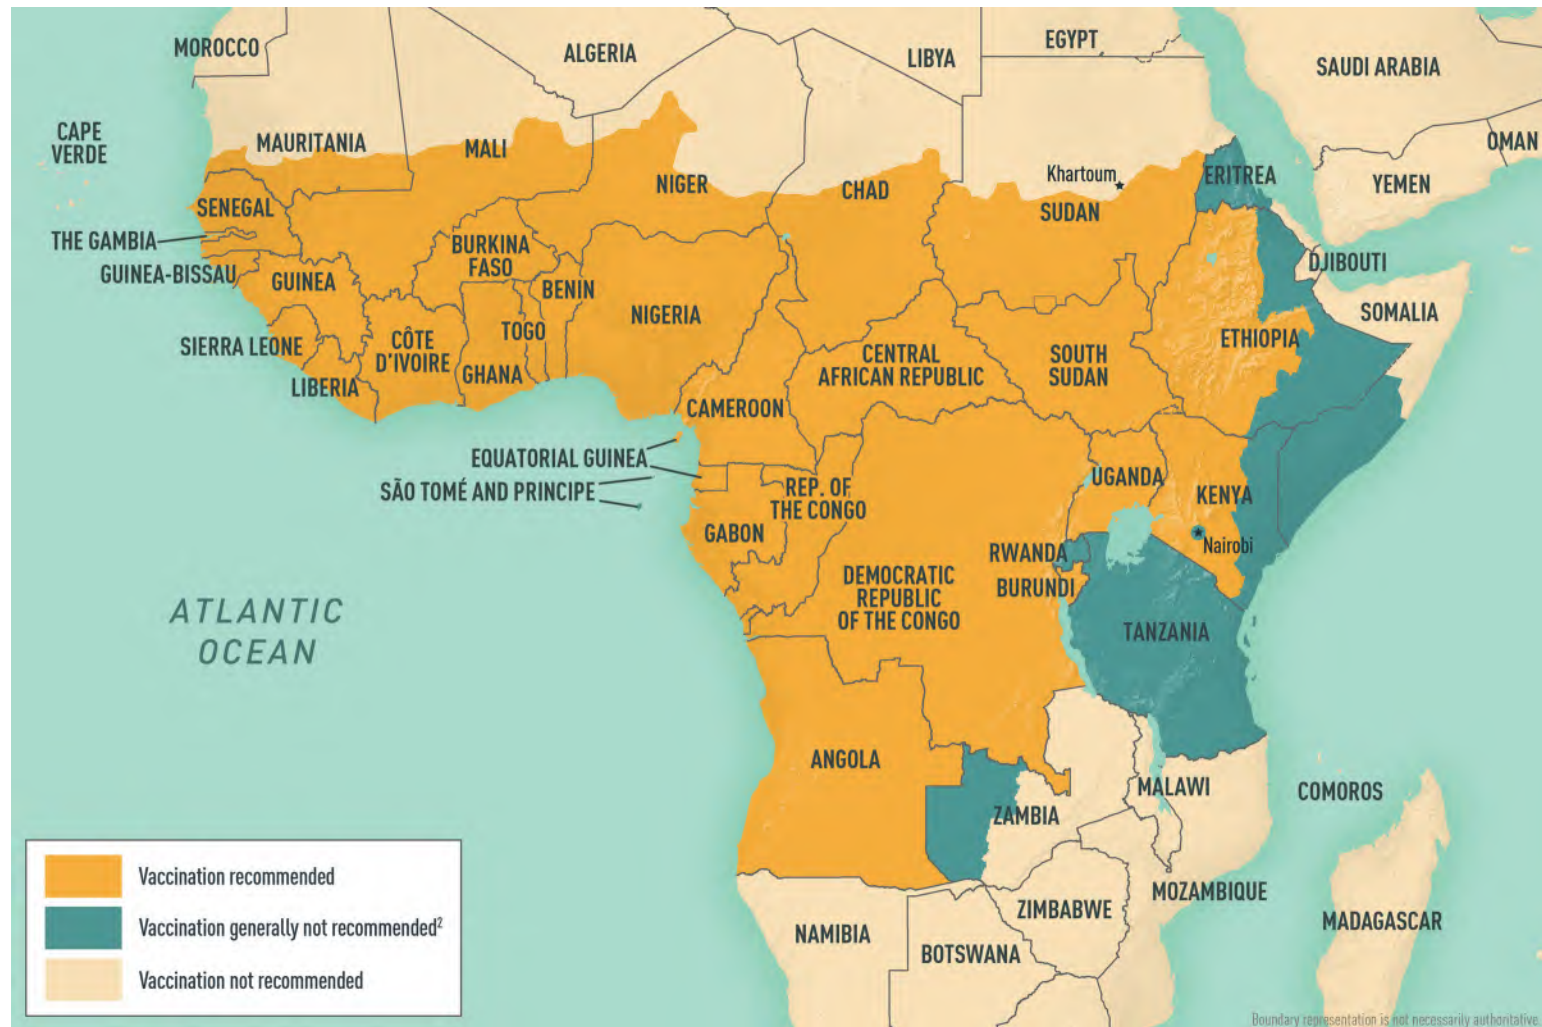 MOROCCO
ALGERIA
LIBYA
EGYPT
SAUDI ARABIA
CAPE
VERDE
MAURITANIA
MALI
NIGER
CHAD
Khartoum
SUDAN
ERITREA
YEMEN
OMAN
SENEGAL
THE GAMBIA
GUINEA-BISSAU
GUINEA
BURKINA
FASO
BENIN
NIGERIA
DJIBOUTI
SOMALIA
ETHIOPIA
SIERRA LEONE
LIBERIA
CÔTE
D'IVOIRE
TOGO
GHANA
CENTRAL
AFRICAN REPUBLIC
SOUTH
SUDAN
CAMEROON
EQUATORIAL GUINEA
SÃO TOMÉ AND PRINCIPE
REP. OF
THE CONGO
GABON
UGANDA
KENYA
Nairobi
RWANDA
BURUNDI
DEMOCRATIC
REPUBLIC
OF THE CONGO
TANZANIA
ATLANTIC
OCEAN
ANGOLA
ZAMBIA
MALAWI
COMOROS
MOZAMBIQUE
ZIMBABWE
NAMIBIA
BOTSWANA
MADAGASCAR
Vaccination recommended
Vaccination generally not recommended²
Vaccination not recommended
Boundary representation is not necessarily authoritative.